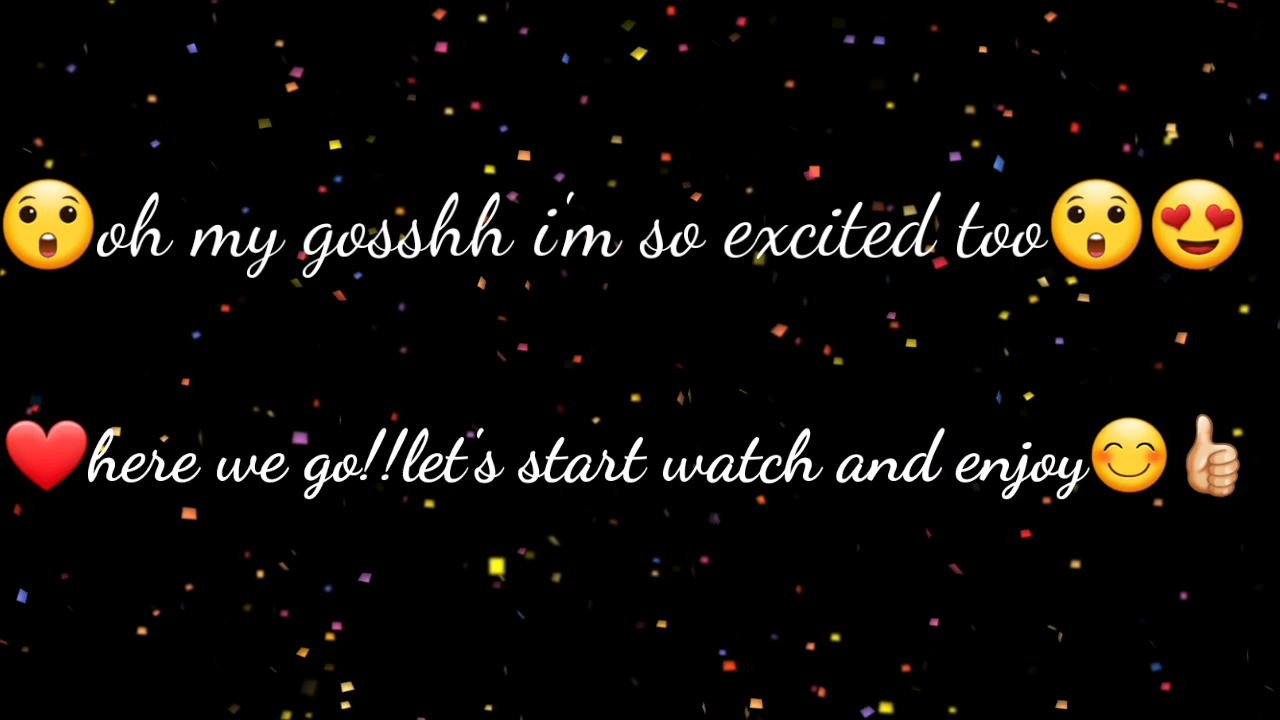 😲oh my gosshh i'm so excited too😲😍
❤️here we go!!let's start watch and enjoy😊👍🏼